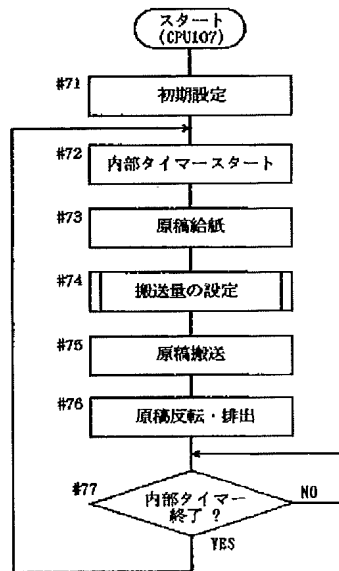 スタート
(CPU107)
#71
初期設定
#72
内部タイマースタート
#73
原稿給紙
#74
搬送量の設定
#75
原稿搬送
#76
原稿反転・排出
#77
内部タイマー
終了 ?
NO
YES